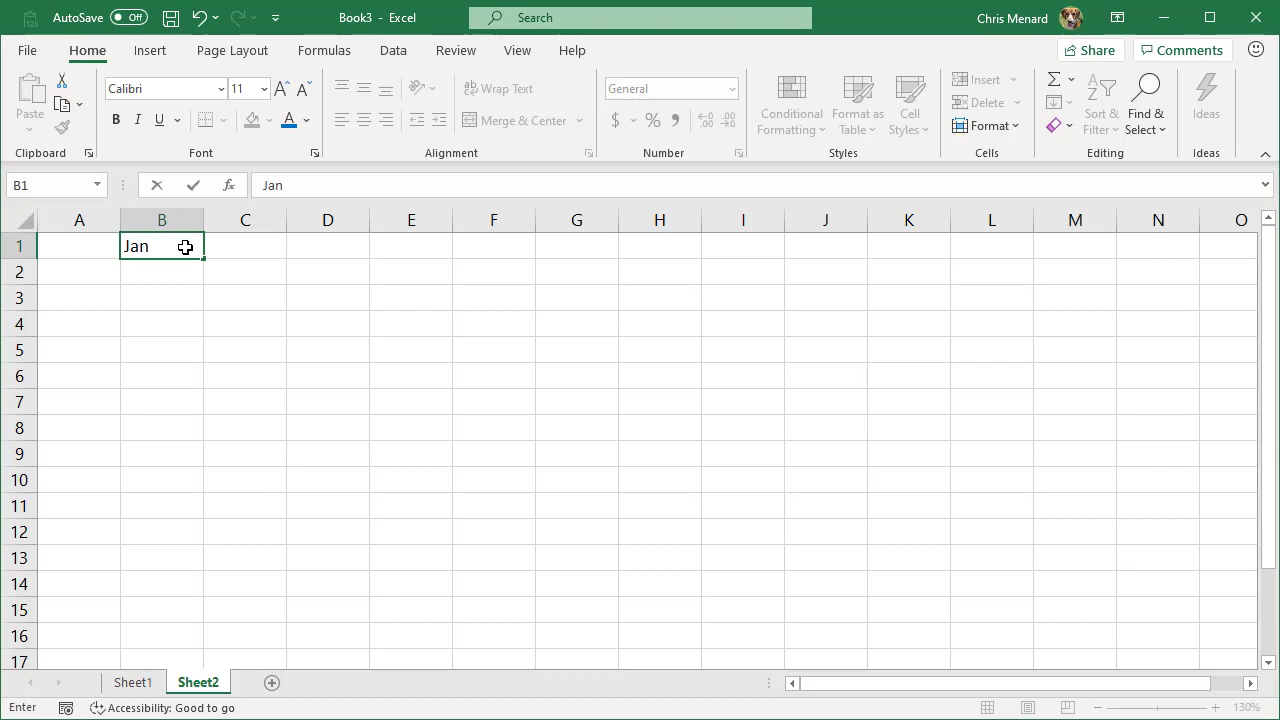 AutoSave Off Book3 - Excel Search Chris Menard
File Home Insert Page Layout Formulas Data Review View Help Share Comments
Paste
Clipboard
Calibri 11
A A
B I U A
Font
Wrap Text
Merge & Center
Alignment
General
$ % , .00 .0
Number
Conditional Formatting
Format as Table
Cell Styles
Styles
Insert
Delete
Format
Cells
Sort & Filter
Find & Select
Editing
Ideas
Ideas
B1 fx Jan
A B C D E F G H I J K L M N O
1 Jan
2
3
4
5
6
7
8
9
10
11
12
13
14
15
16
17
Sheet1 Sheet2
Enter Accessibility: Good to go 130%